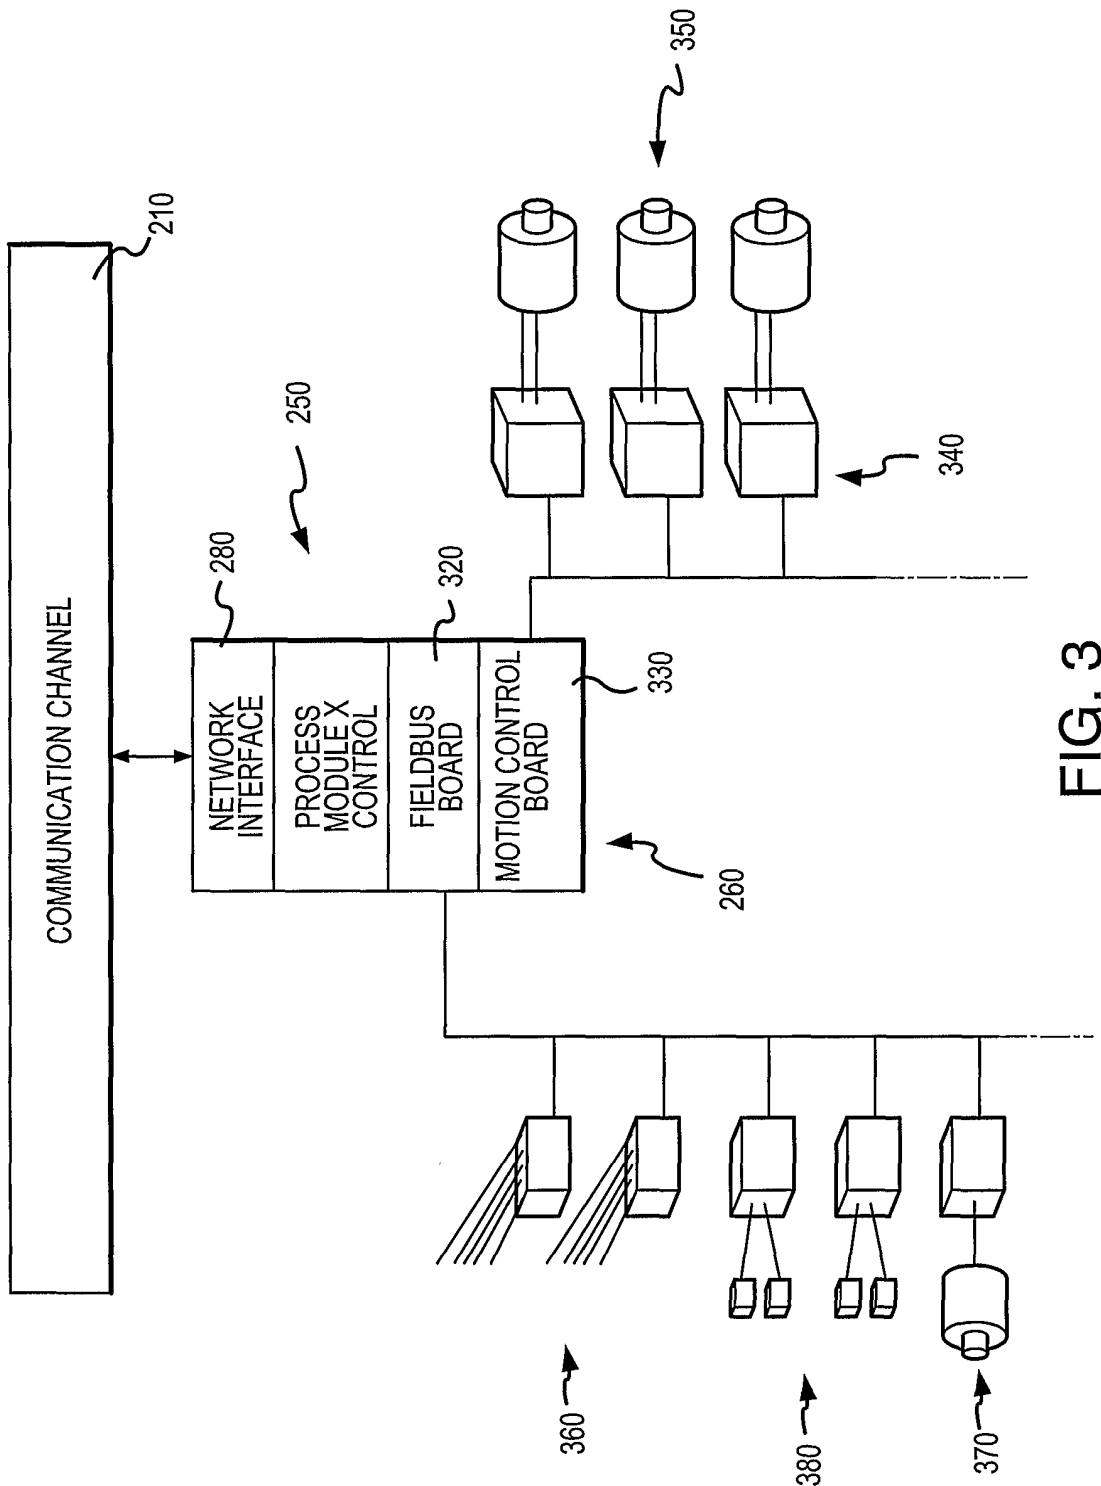 COMMUNICATION CHANNEL
210
250
280
NETWORK
INTERFACE
PROCESS
MODULE X
CONTROL
320
FIELDBUS
BOARD
MOTION CONTROL
BOARD
330
260
350
340
360
380
370
FIG. 3